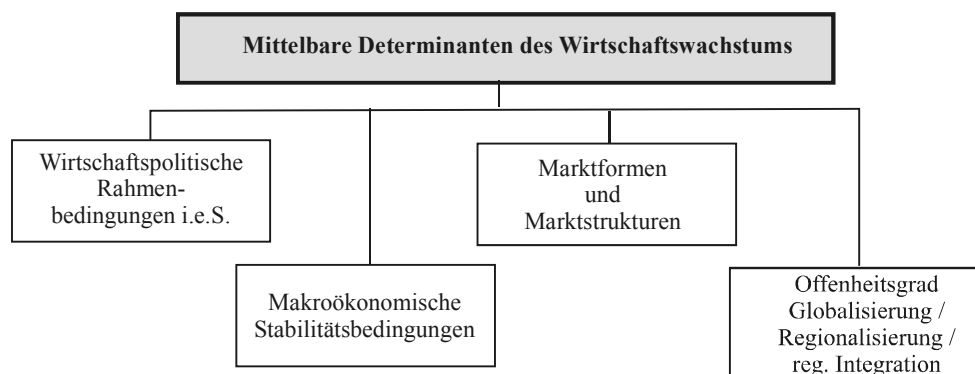 Mittelbare Determinanten des Wirtschaftswachstums
Wirtschaftspolitische
Rahmen-
bedingungen i.e.S.
Marktformen
und
Marktstrukturen
Makroökonomische
Stabilitätsbedingungen
Offenheitsgrad
Globalisierung /
Regionalisierung /
reg. Integration